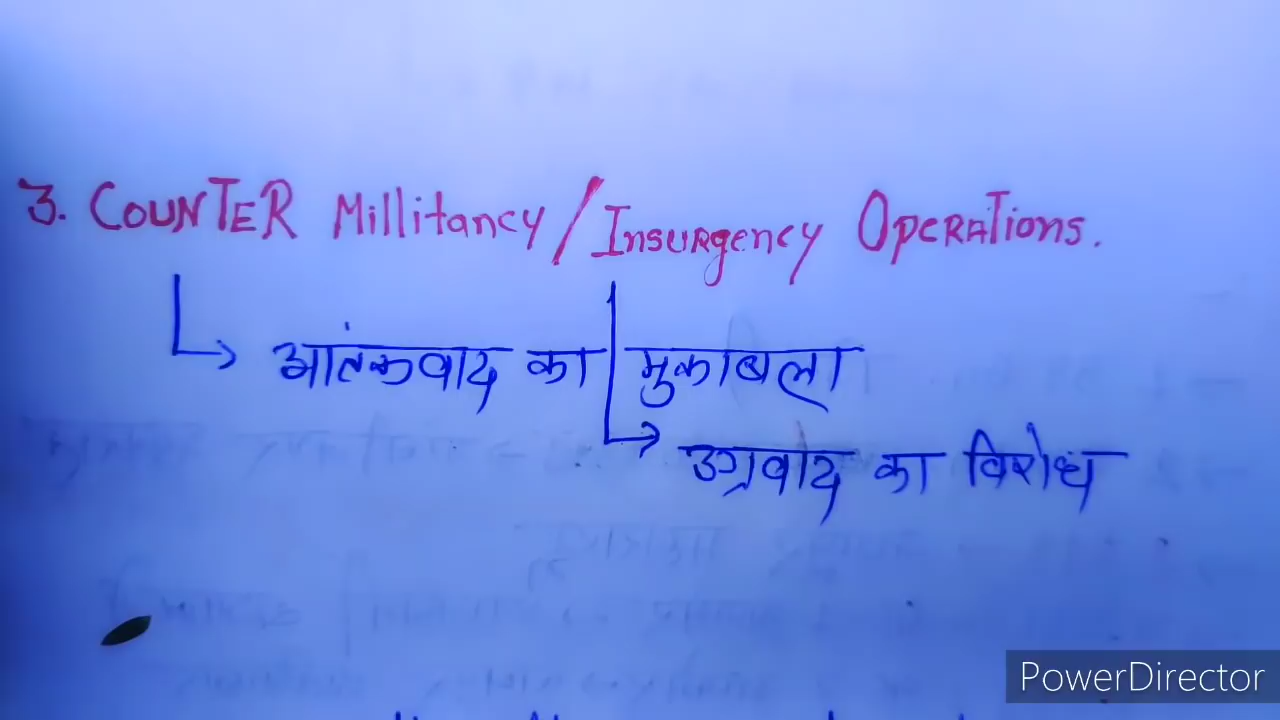 3. COUNTER Millitancy / Insurgency Operations.
आतंकवाद का मुकाबला
उग्रवाद का विरोध
PowerDirector